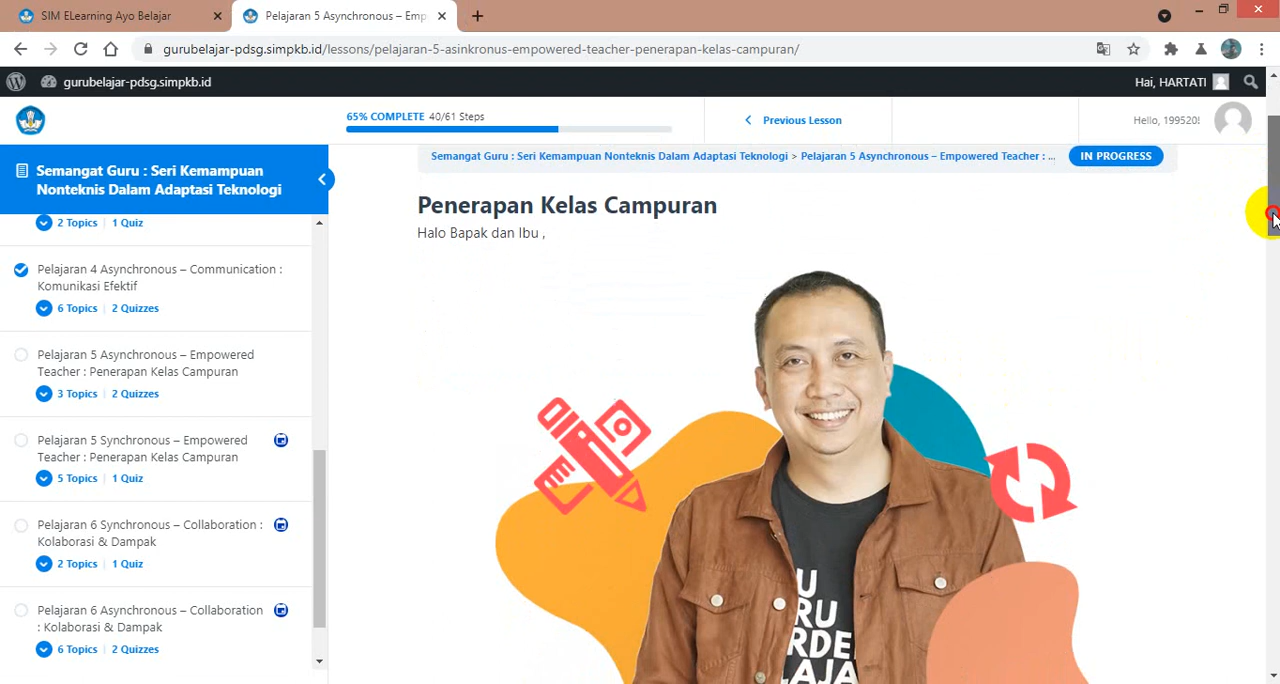 SIM ELearning Ayo Belajar
Pelajaran 5 Asynchronous – Emp
gurubelajar-pdsg.simpkb.id/lessons/pelajaran-5-asinkronus-empowered-teacher-penerapan-kelas-campuran/
gurubelajar-pdsg.simpkb.id
Hai, HARTATI
65% COMPLETE 40/61 Steps
Previous Lesson
Hello, 199520!
Semangat Guru : Seri Kemampuan
Nonteknis Dalam Adaptasi Teknologi
2 Topics | 1 Quiz
Pelajaran 4 Asynchronous – Communication :
Komunikasi Efektif
6 Topics | 2 Quizzes
Pelajaran 5 Asynchronous – Empowered
Teacher : Penerapan Kelas Campuran
3 Topics | 2 Quizzes
Pelajaran 5 Synchronous – Empowered
Teacher : Penerapan Kelas Campuran
5 Topics | 1 Quiz
Pelajaran 6 Synchronous – Collaboration :
Kolaborasi & Dampak
2 Topics | 1 Quiz
Pelajaran 6 Asynchronous – Collaboration
: Kolaborasi & Dampak
6 Topics | 2 Quizzes
Semangat Guru : Seri Kemampuan Nonteknis Dalam Adaptasi Teknologi > Pelajaran 5 Asynchronous – Empowered Teacher : ...
IN PROGRESS
Penerapan Kelas Campuran
Halo Bapak dan Ibu ,